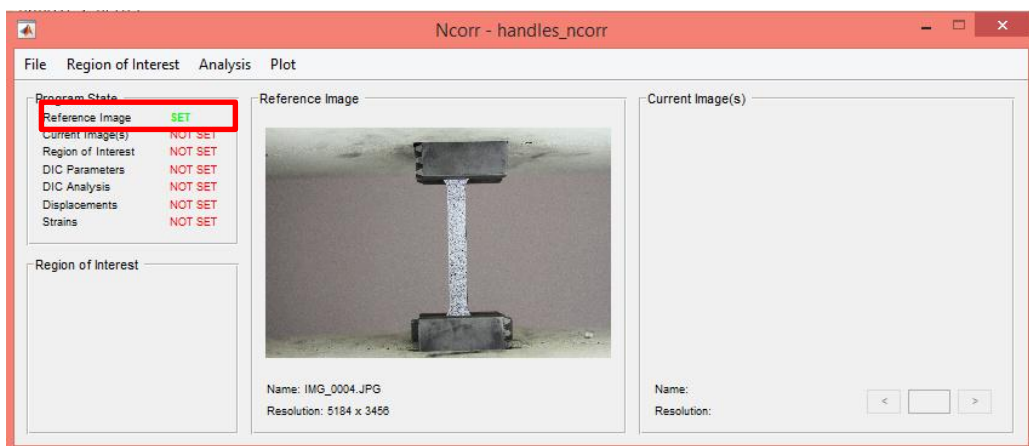 Ncorr - handles_ncorr
File Region of Interest Analysis Plot
Program State
Reference Image SET
Current Image(s) NOT SET
Region of Interest NOT SET
DIC Parameters NOT SET
DIC Analysis NOT SET
Displacements NOT SET
Strains NOT SET
Region of Interest
Reference Image
Name: IMG_0004.JPG
Resolution: 5184 x 3456
Current Image(s)
Name:
Resolution:
< >